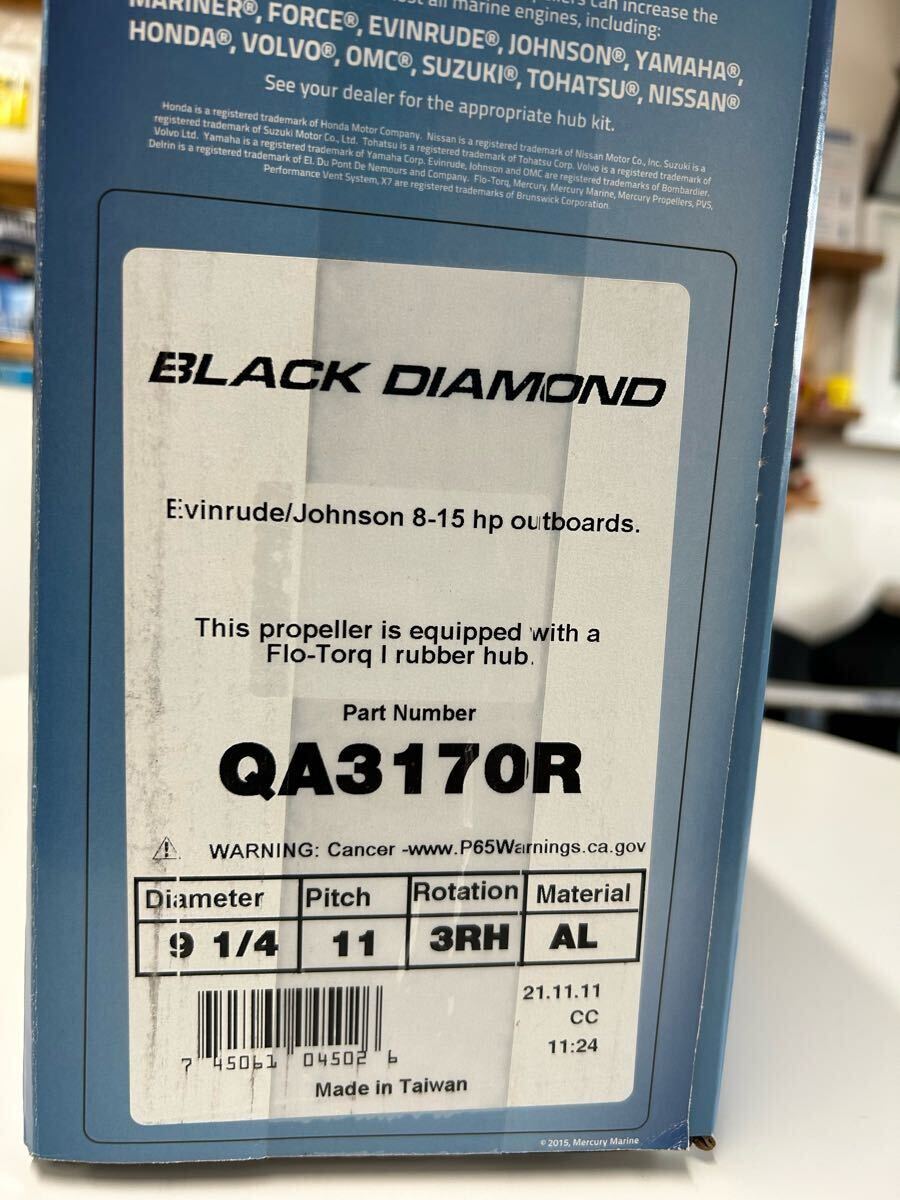 can increase the
all marine engines, including:
MARINER®, FORCE®, EVINRUDE®, JOHNSON®, YAMAHA®,
HONDA®, VOLVO®, OMC®, SUZUKI®, TOHATSU®, NISSAN®
See your dealer for the appropriate hub kit.
Honda is a registered trademark of Honda Motor Company. Nissan is a registered trademark of Nissan Motor Co., Inc. Suzuki is a
registered trademark of Suzuki Motor Co., Ltd. Tohatsu is a registered trademark of Tohatsu Corp. Volvo is a registered trademark of
Volvo Ltd. Yamaha is a registered trademark of Yamaha Corp. Evinrude, Johnson and OMC are registered trademarks of Bombardier.
Delrin is a registered trademark of EI. Du Pont De Nemours and Company. Flo-Torq, Mercury, Mercury Marine, Mercury Propellers, PVS,
Performance Vent System, X7 are registered trademarks of Brunswick Corporation.
BLACK DIAMOND
Evinrude/Johnson 8-15 hp outboards.
This propeller is equipped with a
Flo-Torq I rubber hub.
Part Number
QA3170R
WARNING: Cancer -www.P65Warnings.ca.gov
Diameter Pitch Rotation Material
9 1/4 11 3RH AL
21.11.11
CC
11:24
7 45061 04502 6
Made in Taiwan
© 2015, Mercury Marine